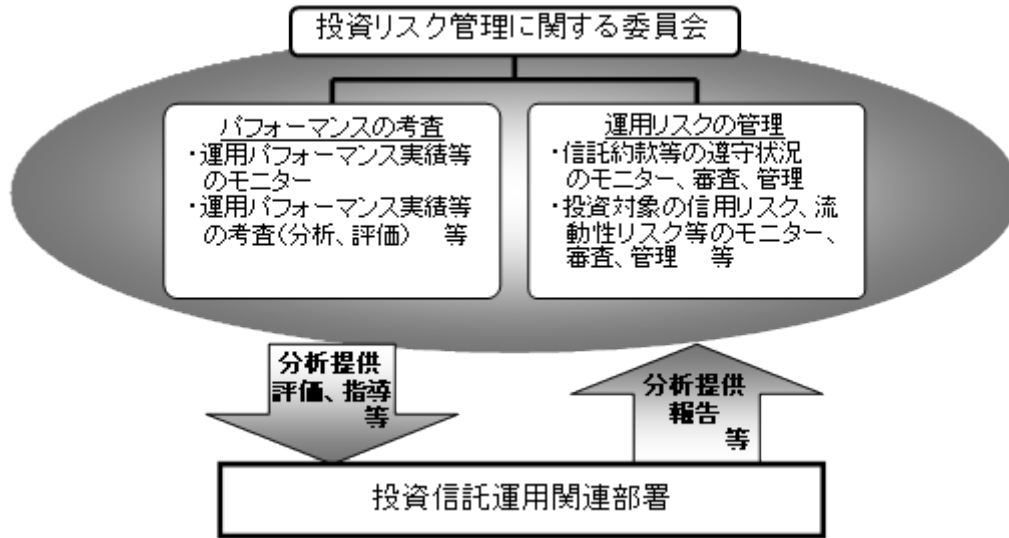 投資リスク管理に関する委員会
パフォーマンスの考査
・運用パフォーマンス実績等
のモニター
・運用パフォーマンス実績等
の考査(分析、評価)　等
運用リスクの管理
・信託約款等の遵守状況
のモニター、審査、管理
・投資対象の信用リスク、流
動性リスク等のモニター、
審査、管理　等
分析提供
評価、指導
等
分析提供
報告
等
投資信託運用関連部署